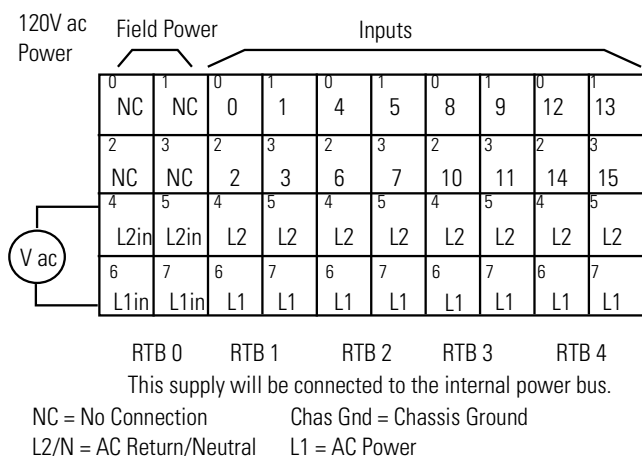 120V ac Power
Field Power
Inputs
0 1 0 1 0 1 0 1 0 1
NC NC 0 1 4 5 8 9 12 13
2 3 2 3 2 3 2 3 2 3
NC NC 2 3 6 7 10 11 14 15
4 5 4 5 4 5 4 5 4 5
L2in L2in L2 L2 L2 L2 L2 L2 L2 L2
V ac
6 7 6 7 6 7 6 7 6 7
L1in L1in L1 L1 L1 L1 L1 L1 L1 L1
RTB 0 RTB 1 RTB 2 RTB 3 RTB 4
This supply will be connected to the internal power bus.
NC = No Connection Chas Gnd = Chassis Ground
L2/N = AC Return/Neutral L1 = AC Power